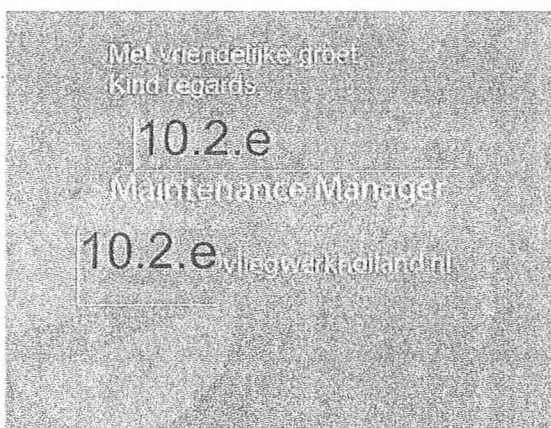 Met vriendelijke groet,
Kind regards,
10.2.e
Maintenance Manager
10.2.e vliegwerkholland.nl